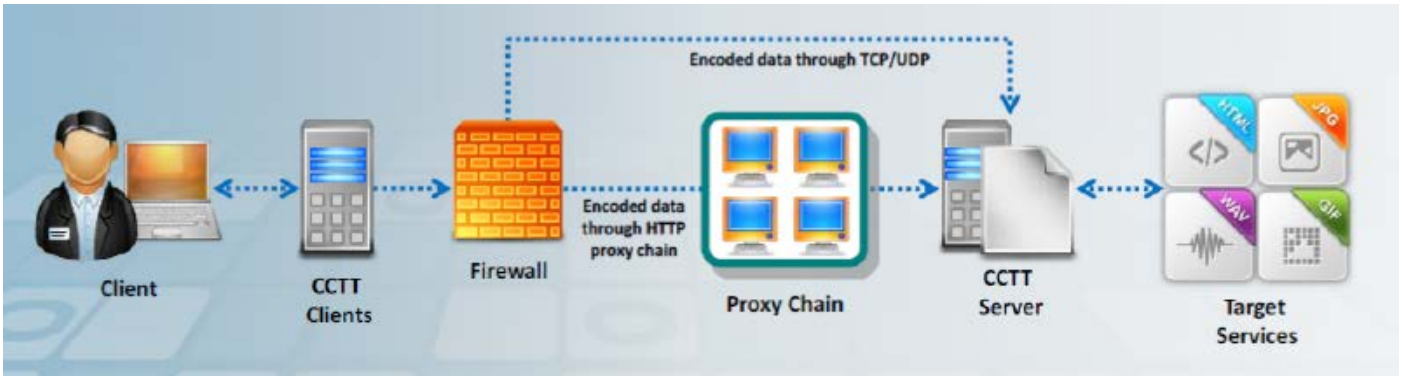 Encoded data through TCP/UDP
Client
CCTT
Clients
Firewall
Encoded data
through HTTP
proxy chain
Proxy Chain
CCTT
Server
HTML
JPG
</>
WAV
GIF
Target
Services